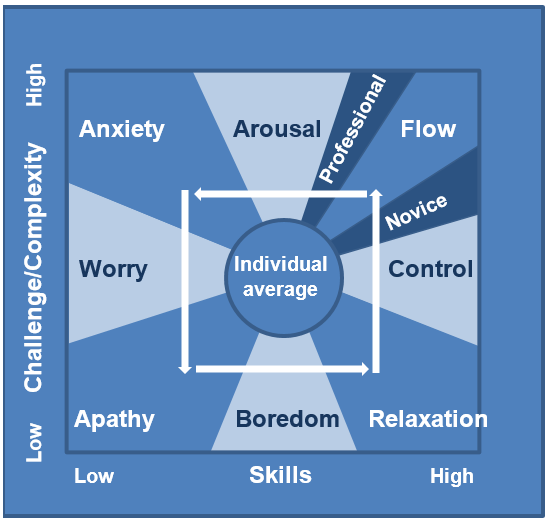 High
Challenge/Complexity
Low
Anxiety
Arousal
Professional
Flow
Novice
Worry
Individual
average
Control
Apathy
Boredom
Relaxation
Low
Skills
High